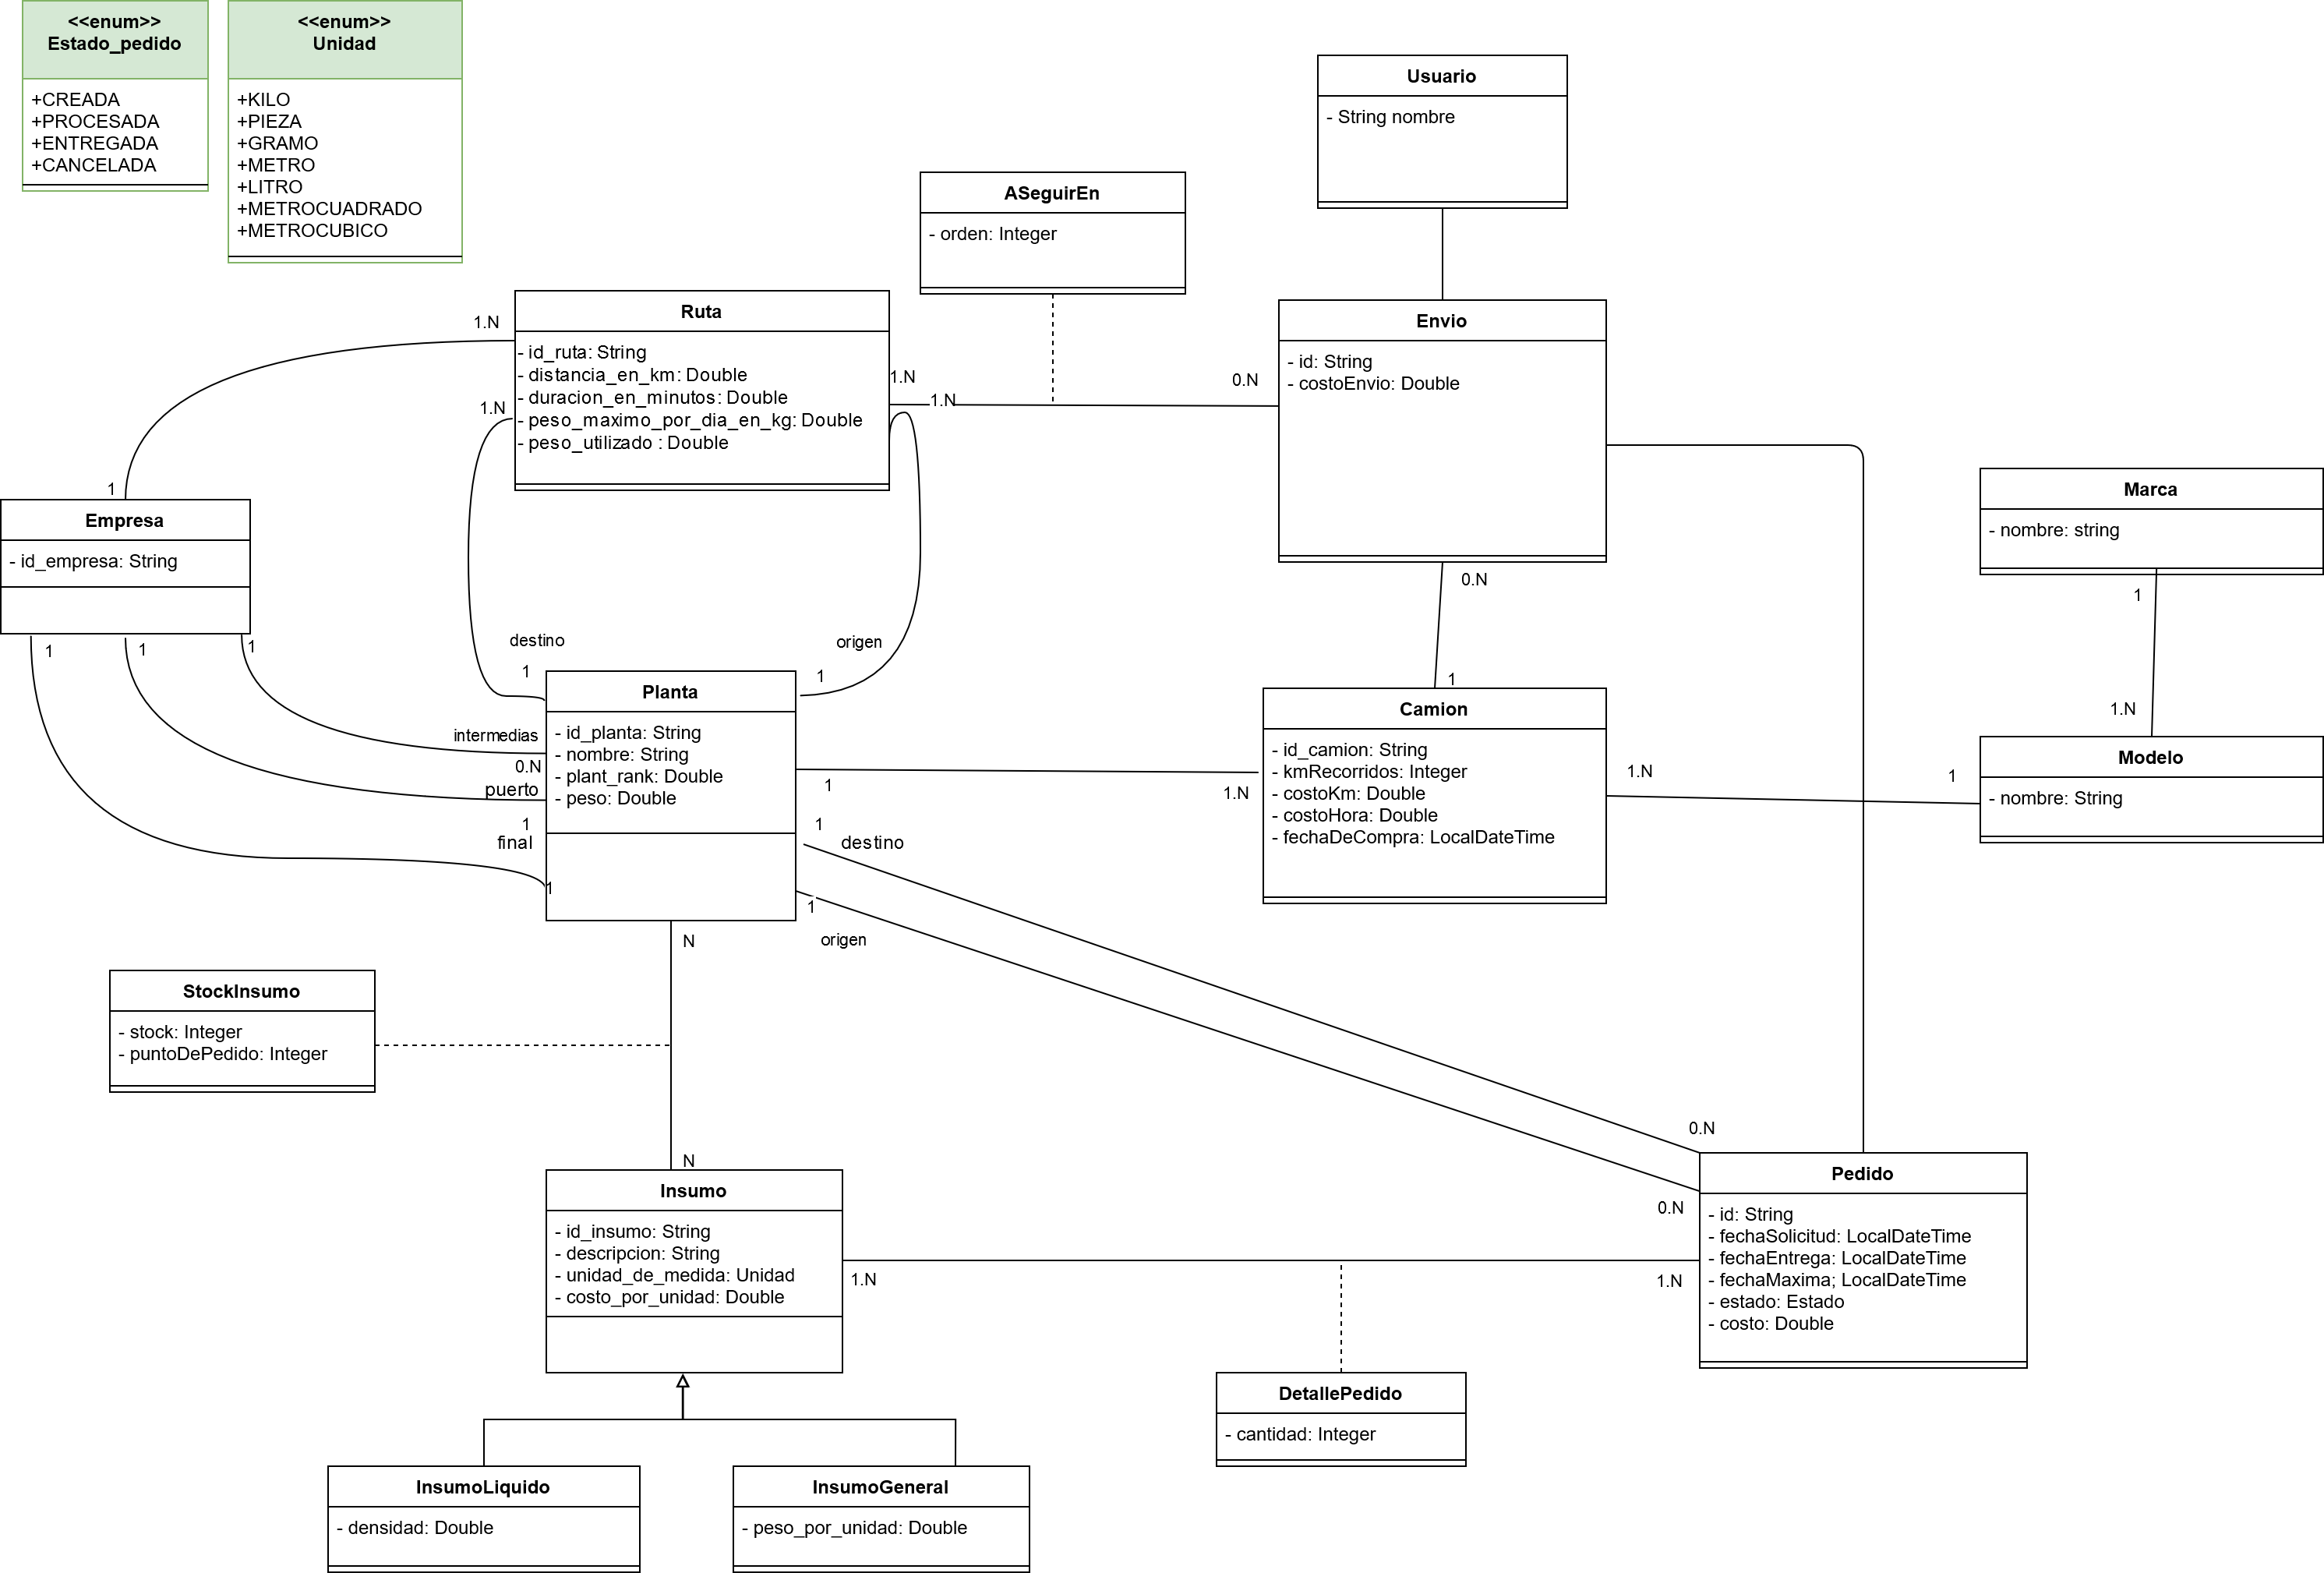 <<enum>>
Estado_pedido
+CREADA
+PROCESADA
+ENTREGADA
+CANCELADA
<<enum>>
Unidad
+KILO
+PIEZA
+GRAMO
+METRO
+LITRO
+METROCUADRADO
+METROCUBICO
Usuario
- String nombre
ASeguirEn
- orden: Integer
Ruta
- id_ruta: String
- distancia_en_km: Double
- duracion_en_minutos: Double
- peso_maximo_por_dia_en_kg: Double
- peso_utilizado : Double
1.N
1.N
1.N
1.N
0.N
Envio
- id: String
- costoEnvio: Double
0.N
1
Empresa
- id_empresa: String
1
1
1
Marca
- nombre: string
1
1.N
Modelo
- nombre: String
1
destino
1
origen
1
Planta
- id_planta: String
- nombre: String
- plant_rank: Double
- peso: Double
intermedias
0.N
puerto
1
final
1
1
1.N
1
destino
1
origen
N
Camion
- id_camion: String
- kmRecorridos: Integer
- costoKm: Double
- costoHora: Double
- fechaDeCompra: LocalDateTime
1
1.N
StockInsumo
- stock: Integer
- puntoDePedido: Integer
N
Insumo
- id_insumo: String
- descripcion: String
- unidad_de_medida: Unidad
- costo_por_unidad: Double
1.N
0.N
0.N
1.N
Pedido
- id: String
- fechaSolicitud: LocalDateTime
- fechaEntrega: LocalDateTime
- fechaMaxima; LocalDateTime
- estado: Estado
- costo: Double
DetallePedido
- cantidad: Integer
InsumoLiquido
- densidad: Double
InsumoGeneral
- peso_por_unidad: Double